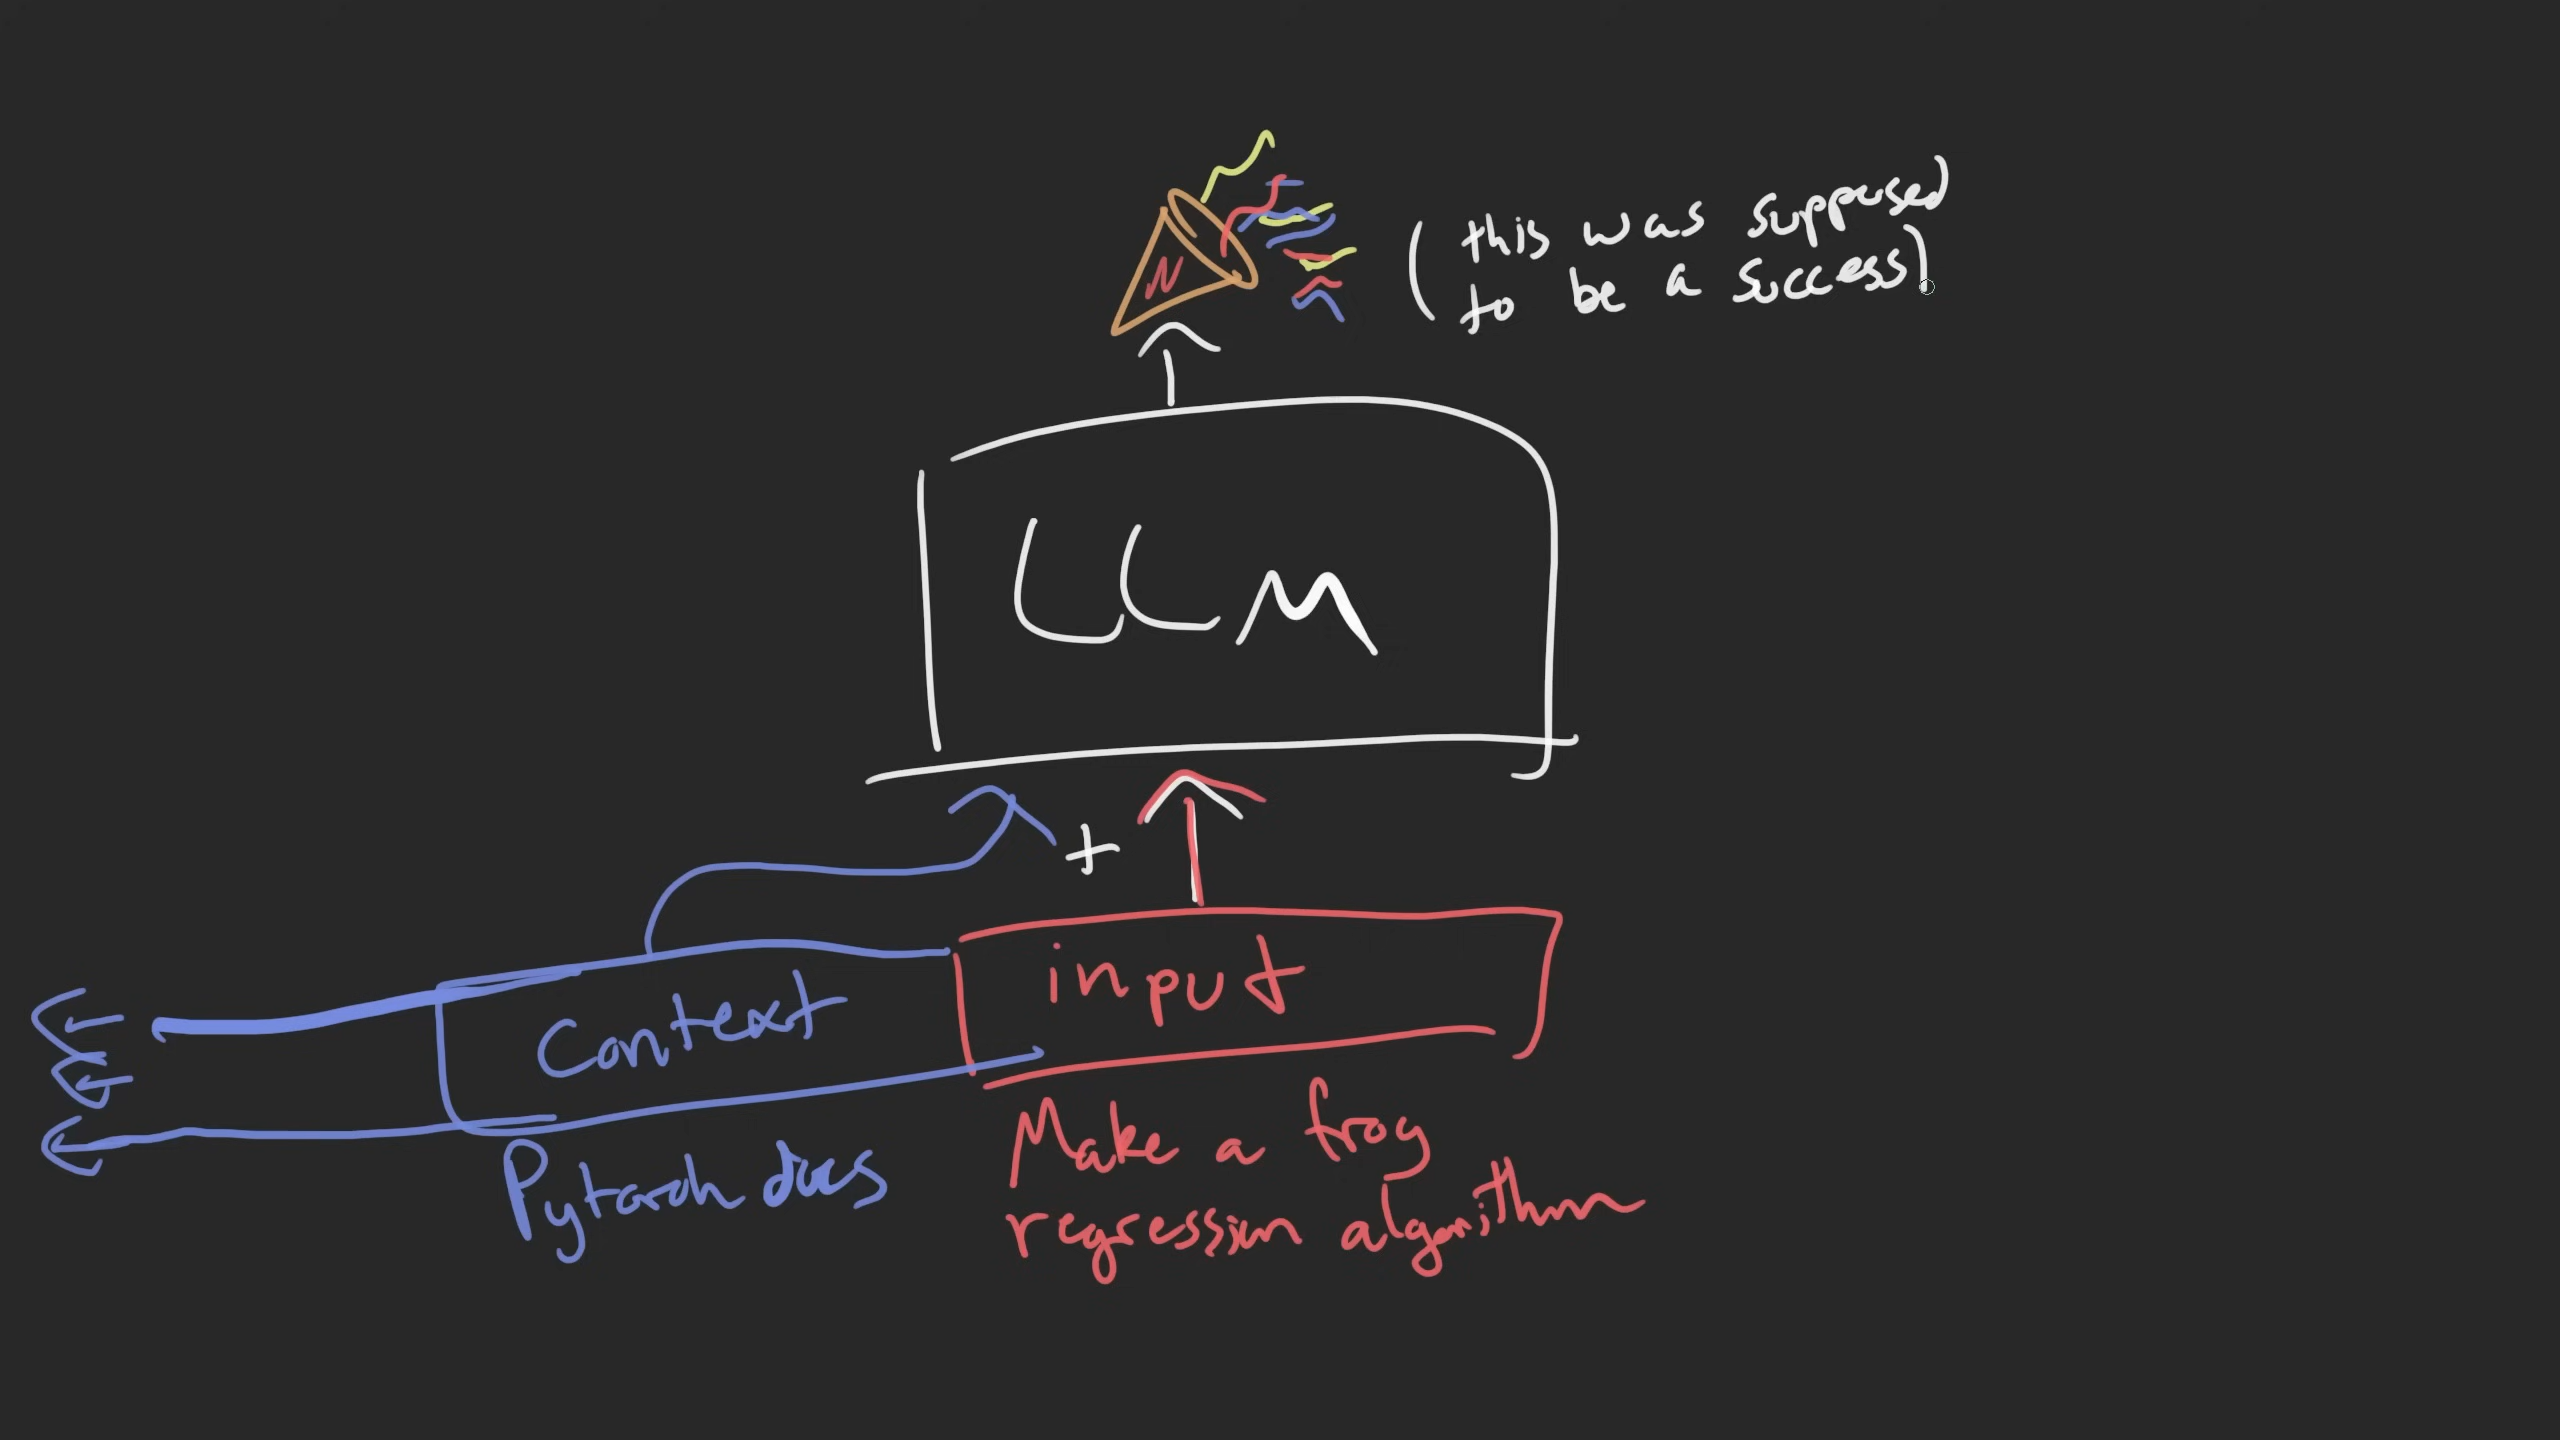 (this was supposed
to be a success)
LLM
+
Context
input
Pytorch docs
Make a frog
regression algorithm